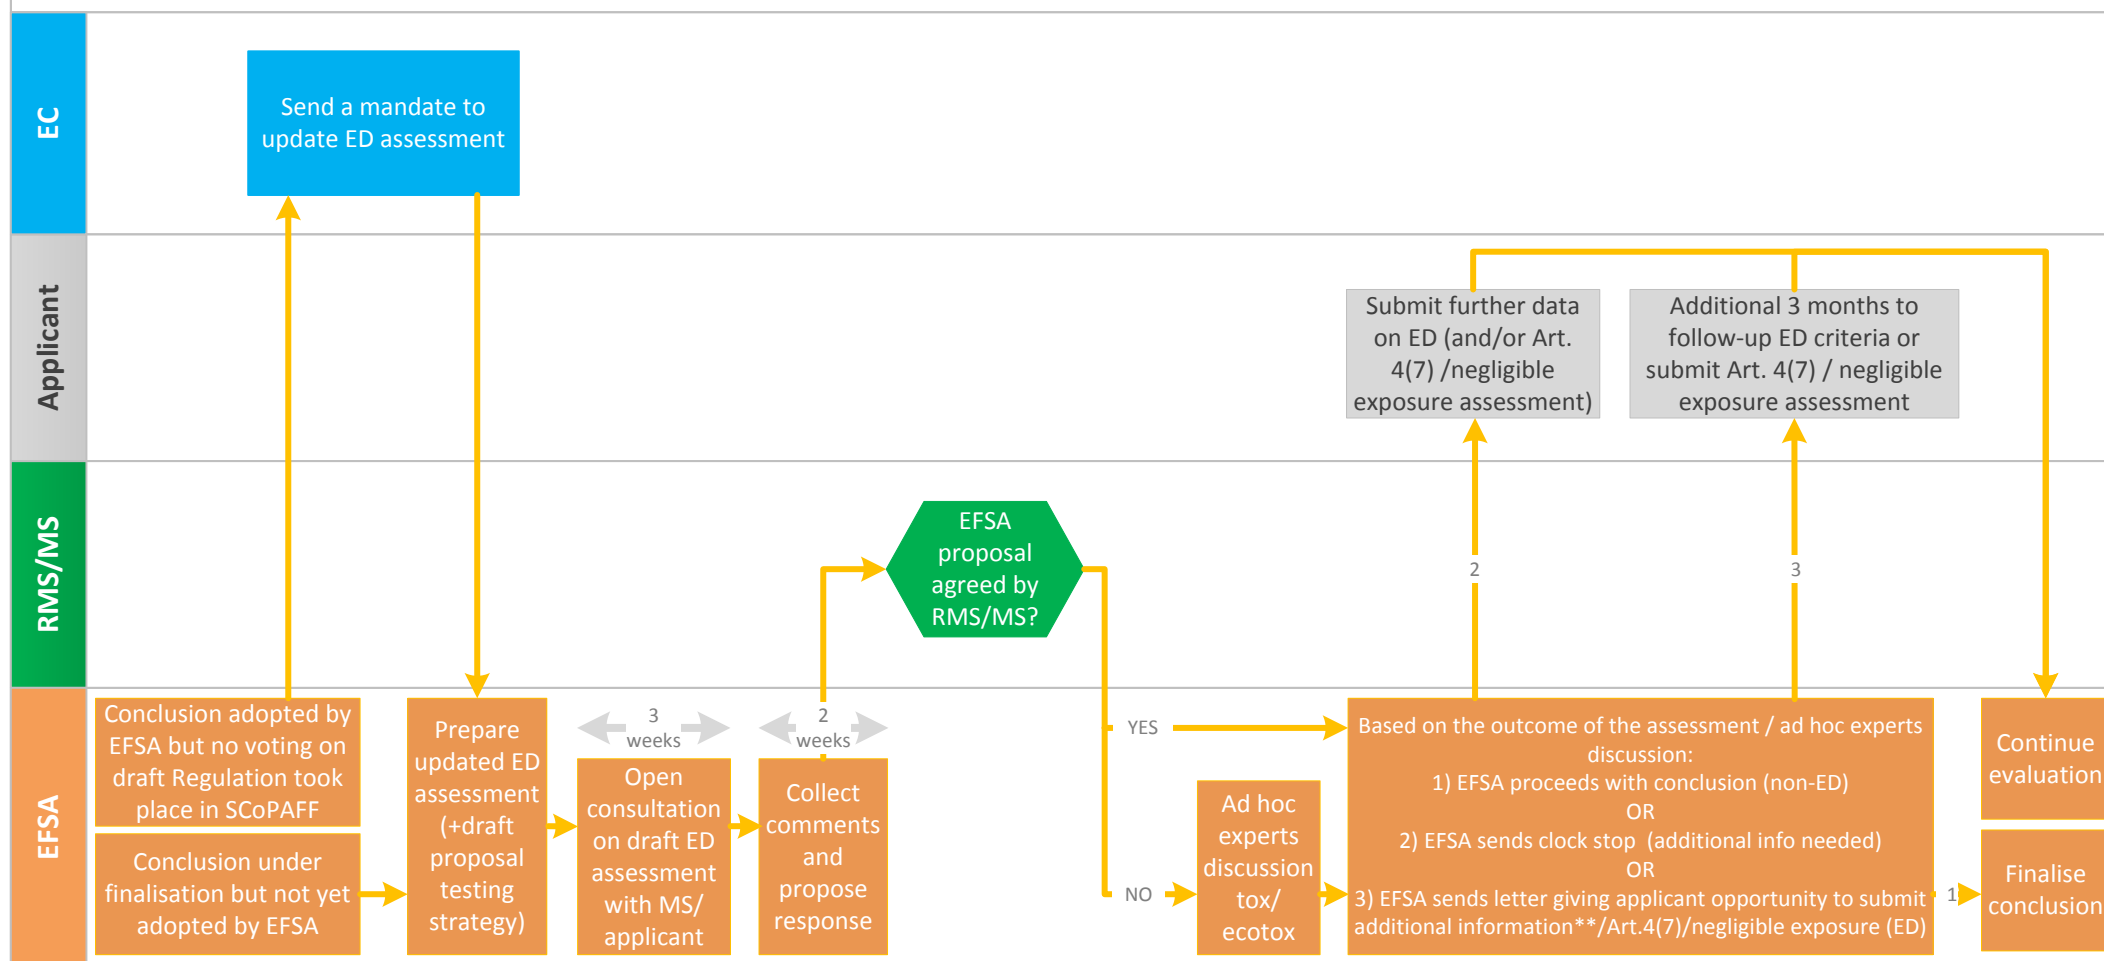 EC
Send a mandate to
update ED assessment
Applicant
Submit further data
on ED (and/or Art.
4(7) /negligible
exposure assessment)
Additional 3 months to
follow-up ED criteria or
submit Art. 4(7) / negligible
exposure assessment
RMS/MS
EFSA
proposal
agreed by
RMS/MS?
2
3
EFSA
Conclusion adopted by
EFSA but no voting on
draft Regulation took
place in SCoPAFF
Conclusion under
finalisation but not yet
adopted by EFSA
Prepare
updated ED
assessment
(+draft
proposal
testing
strategy)
3
weeks
Open
consultation
on draft ED
assessment
with MS/
applicant
2
weeks
Collect
comments
and
propose
response
YES
NO
Ad hoc
experts
discussion
tox/
ecotox
Based on the outcome of the assessment / ad hoc experts
discussion:
1) EFSA proceeds with conclusion (non-ED)
OR
2) EFSA sends clock stop (additional info needed)
OR
3) EFSA sends letter giving applicant opportunity to submit
additional information**/Art.4(7)/negligible exposure (ED)
1
Continue
evaluation
Finalise
conclusion